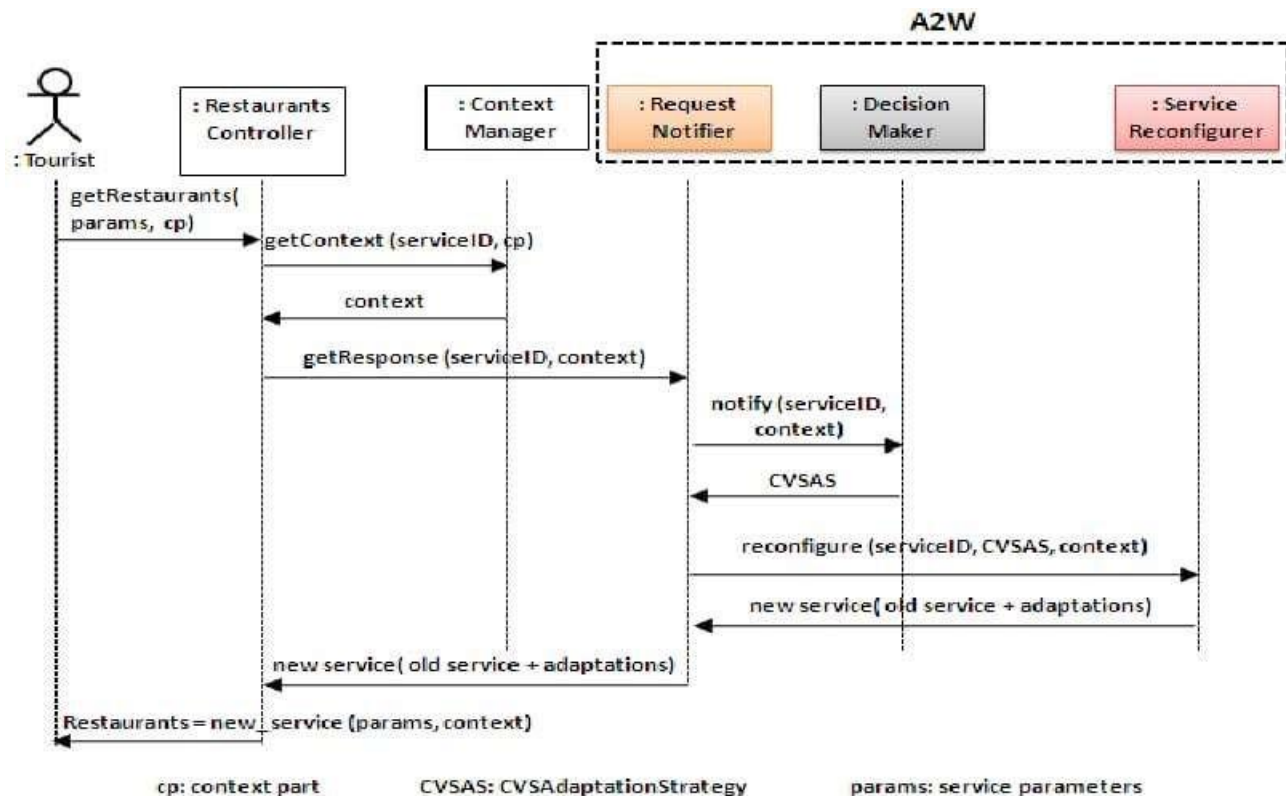 A2W
: Restaurants
Controller
: Context
Manager
: Request
Notifier
: Decision
Maker
: Service
Reconfigurer
: Tourist
getRestaurants(
params, cp)
getContext (serviceID, cp)
context
getResponse (serviceID, context)
notify (serviceID,
context)
CVSAS
reconfigure (serviceID, CVSAS, context)
new service( old service + adaptations)
new service( old service + adaptations)
Restaurants = new_ service (params, context)
cp: context part
CVSAS: CVSAdaptationStrategy
params: service parameters